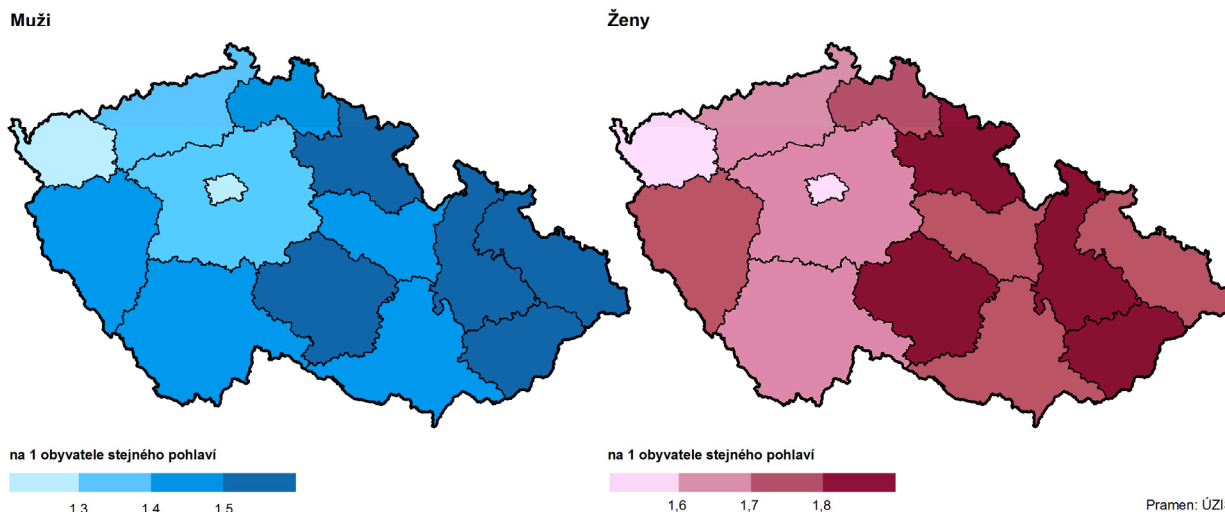 Muži
Ženy
na 1 obyvatele stejného pohlaví
1,3 1,4 1,5
na 1 obyvatele stejného pohlaví
1,6 1,7 1,8
Pramen: